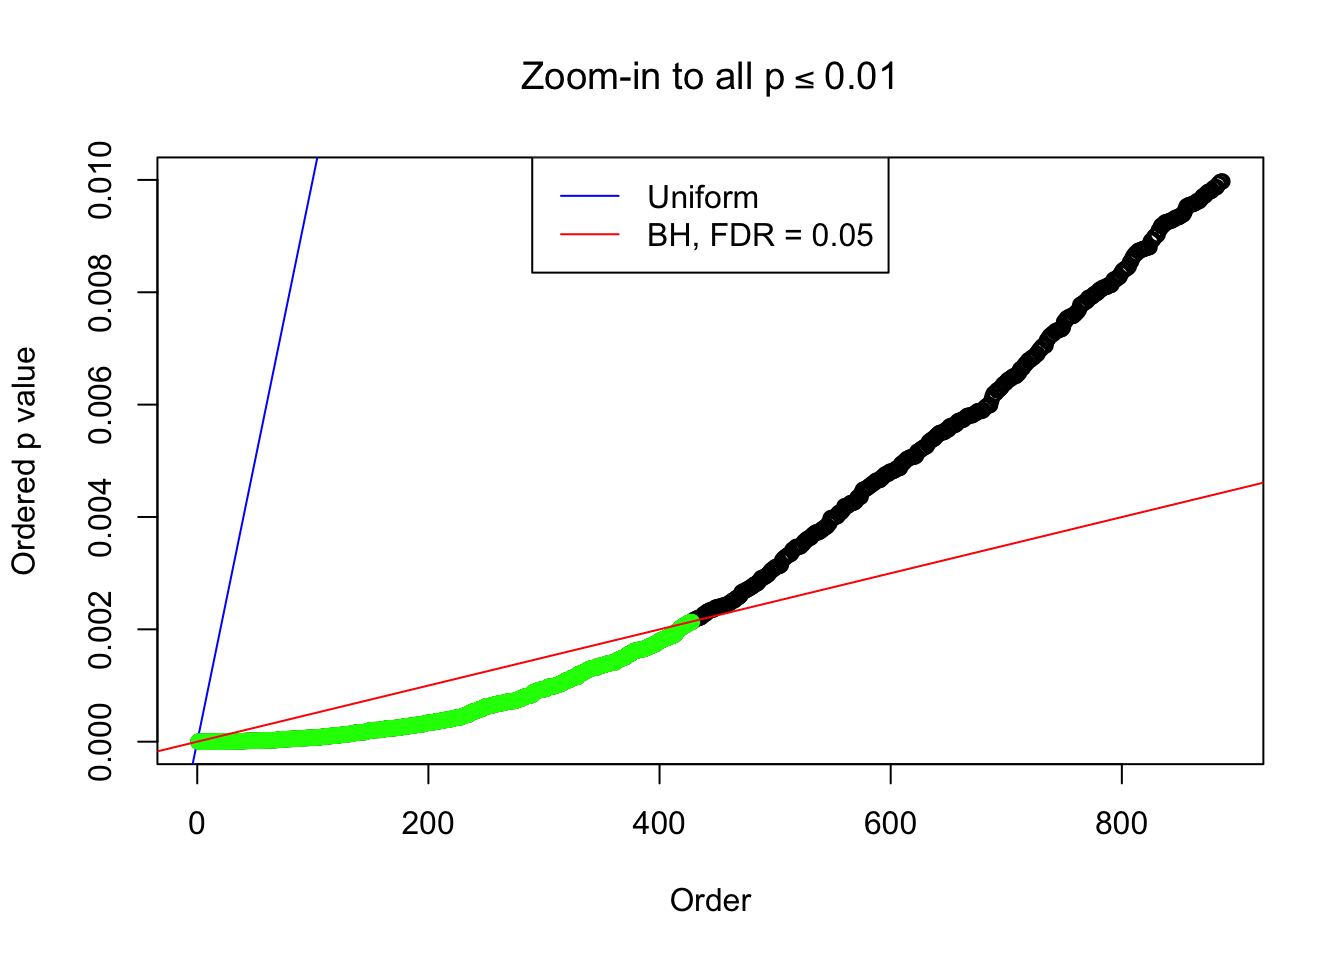 Zoom-in to all p ≤ 0.01
Uniform
BH, FDR = 0.05
Ordered p value
0.010
0.008
0.006
0.004
0.002
0.000
0 200 400 600 800
Order